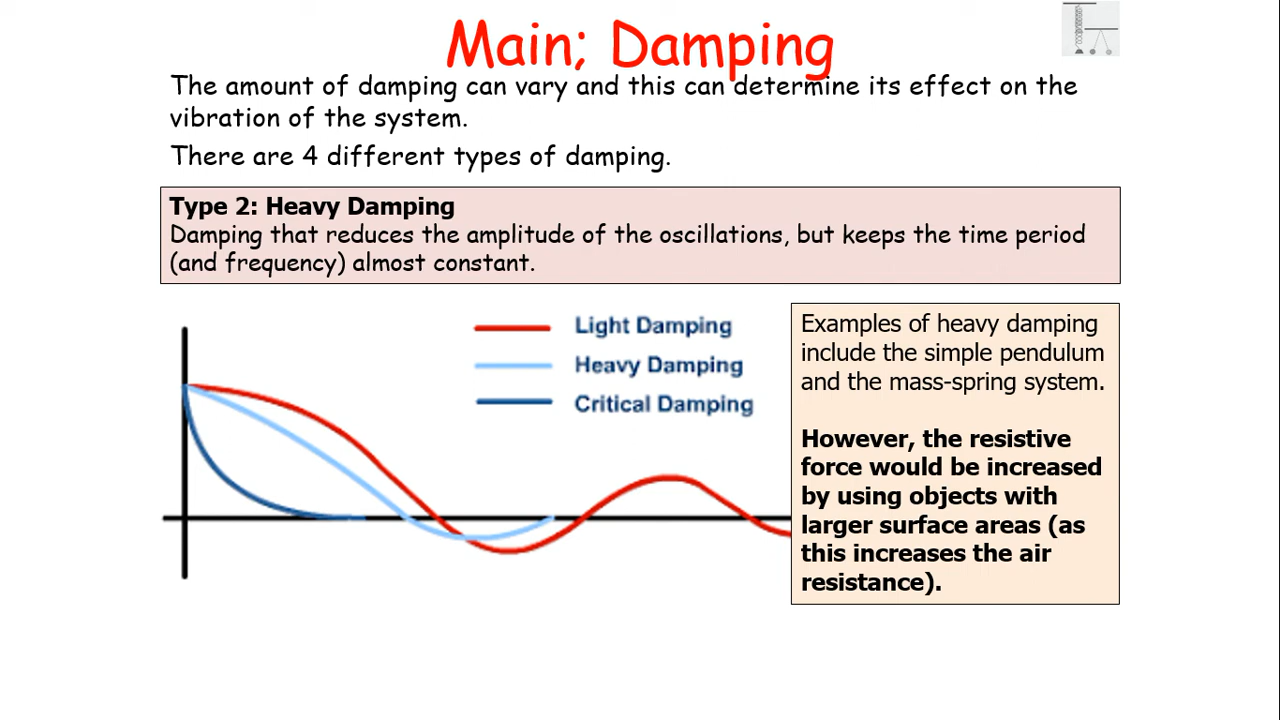 Main; Damping
The amount of damping can vary and this can determine its effect on the
vibration of the system.
There are 4 different types of damping.
Type 2: Heavy Damping
Damping that reduces the amplitude of the oscillations, but keeps the time period
(and frequency) almost constant.
Light Damping
Heavy Damping
Critical Damping
Examples of heavy damping
include the simple pendulum
and the mass-spring system.
However, the resistive
force would be increased
by using objects with
larger surface areas (as
this increases the air
resistance).